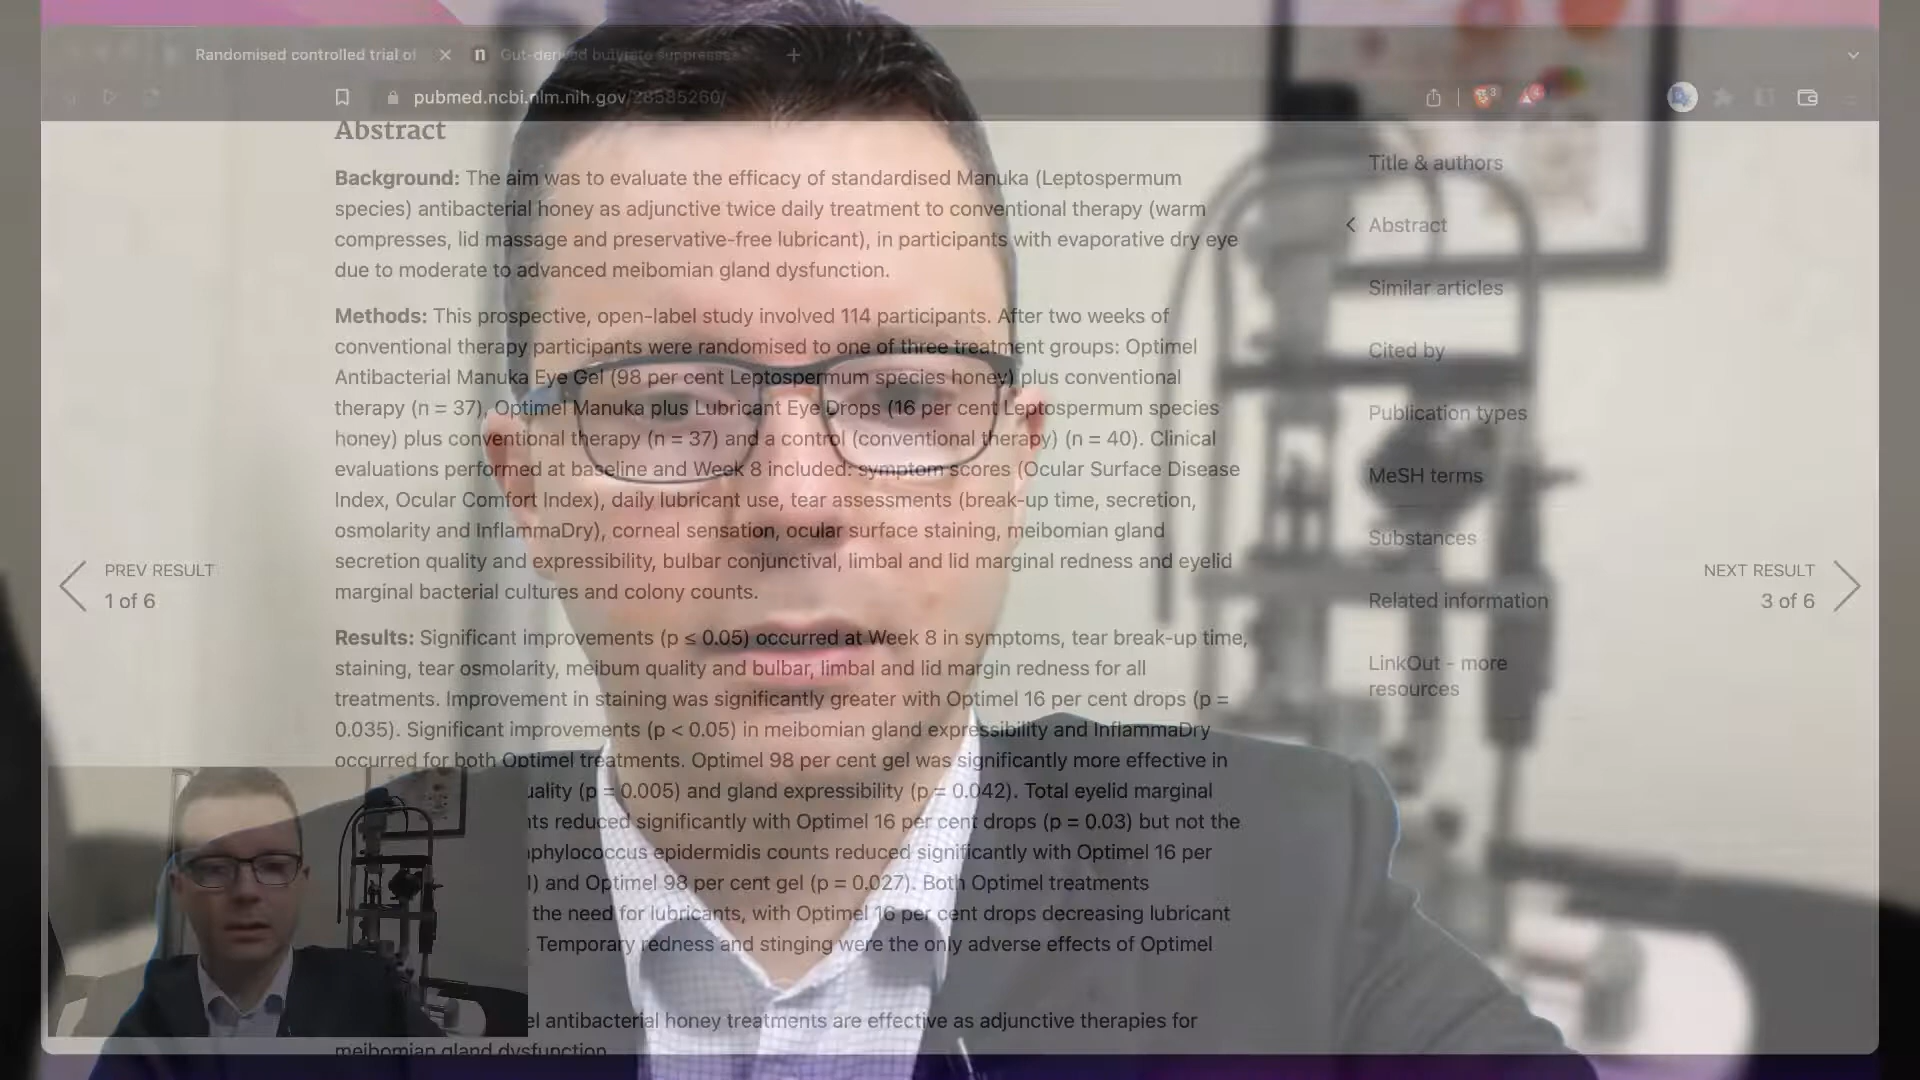 Randomised controlled trial of
n Gut-derived butyrate suppresses
pubmed.ncbi.nlm.nih.gov/28585260/
Abstract
Background: The aim was to evaluate the efficacy of standardised Manuka (Leptospermum
species) antibacterial honey as adjunctive twice daily treatment to conventional therapy (warm
compresses, lid massage and preservative-free lubricant), in participants with evaporative dry eye
due to moderate to advanced meibomian gland dysfunction.
Methods: This prospective, open-label study involved 114 participants. After two weeks of
conventional therapy participants were randomised to one of three treatment groups: Optimel
Antibacterial Manuka Eye Gel (98 per cent Leptospermum species honey) plus conventional
therapy (n = 37), Optimel Manuka plus Lubricant Eye Drops (16 per cent Leptospermum species
honey) plus conventional therapy (n = 37) and a control (conventional therapy) (n = 40). Clinical
evaluations performed at baseline and Week 8 included: symptom scores (Ocular Surface Disease
Index, Ocular Comfort Index), daily lubricant use, tear assessments (break-up time, secretion,
osmolarity and InflammaDry), corneal sensation, ocular surface staining, meibomian gland
secretion quality and expressibility, bulbar conjunctival, limbal and lid marginal redness and eyelid
marginal bacterial cultures and colony counts.
Results: Significant improvements (p ≤ 0.05) occurred at Week 8 in symptoms, tear break-up time,
staining, tear osmolarity, meibum quality and bulbar, limbal and lid margin redness for all
treatments. Improvement in staining was significantly greater with Optimel 16 per cent drops (p =
0.035). Significant improvements (p < 0.05) in meibomian gland expressibility and InflammaDry
occurred for both Optimel treatments. Optimel 98 per cent gel was significantly more effective in
uality (p = 0.005) and gland expressibility (p = 0.042). Total eyelid marginal
nts reduced significantly with Optimel 16 per cent drops (p = 0.03) but not the
aphylococcus epidermidis counts reduced significantly with Optimel 16 per
l) and Optimel 98 per cent gel (p = 0.027). Both Optimel treatments
the need for lubricants, with Optimel 16 per cent drops decreasing lubricant
. Temporary redness and stinging were the only adverse effects of Optimel
el antibacterial honey treatments are effective as adjunctive therapies for
meibomian gland dysfunction.
Title & authors
Abstract
Similar articles
Cited by
Publication types
MeSH terms
Substances
Related information
LinkOut - more
resources
PREV RESULT
1 of 6
NEXT RESULT
3 of 6